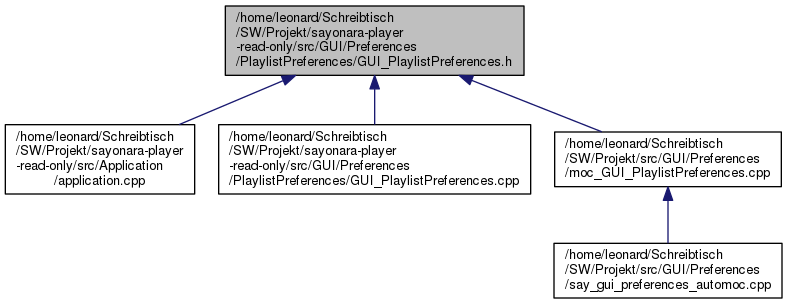 /home/leonard/Schreibtisch
/SW/Projekt/sayonara-player
-read-only/src/GUI/Preferences
/PlaylistPreferences/GUI_PlaylistPreferences.h
/home/leonard/Schreibtisch
/SW/Projekt/sayonara-player
-read-only/src/Application
/application.cpp
/home/leonard/Schreibtisch
/SW/Projekt/sayonara-player
-read-only/src/GUI/Preferences
/PlaylistPreferences/GUI_PlaylistPreferences.cpp
/home/leonard/Schreibtisch
/SW/Projekt/src/GUI/Preferences
/moc_GUI_PlaylistPreferences.cpp
/home/leonard/Schreibtisch
/SW/Projekt/src/GUI/Preferences
/say_gui_preferences_automoc.cpp